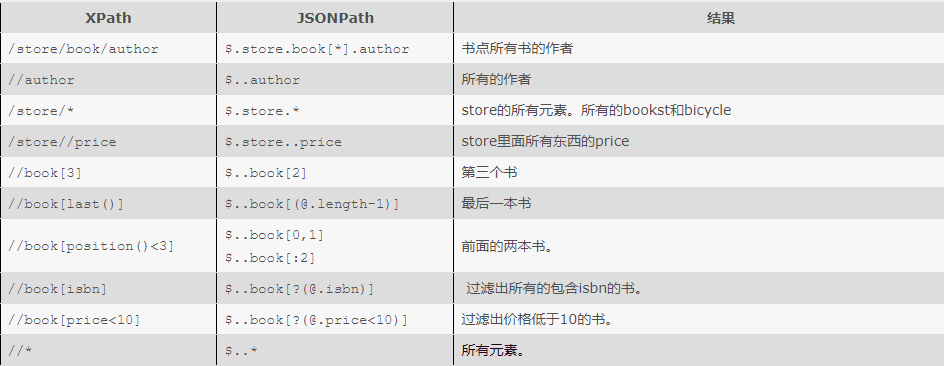 XPath JSONPath 结果
/store/book/author $.store.book[*].author 书点所有书的作者
//author $..author 所有的作者
/store/* $.store.* store的所有元素。所有的bookst和bicycle
/store//price $.store..price store里面所有东西的price
//book[3] $..book[2] 第三个书
//book[last()] $..book[(@.length-1)] 最后一本书
//book[position()<3] $..book[0,1]
$..book[:2] 前面的两本书。
//book[isbn] $..book[?(@.isbn)] 过滤出所有的包含isbn的书。
//book[price<10] $..book[?(@.price<10)] 过滤出价格低于10的书。
//* $..* 所有元素。